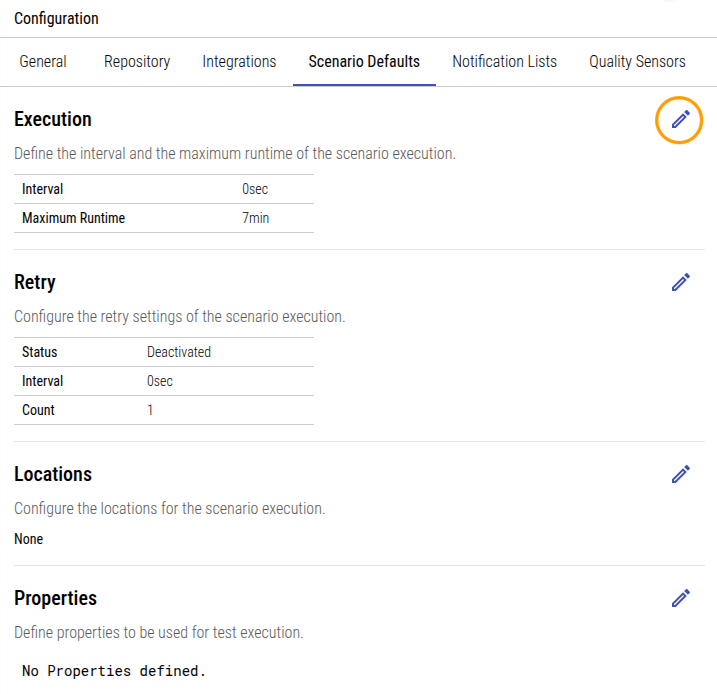 Configuration
General Repository Integrations Scenario Defaults Notification Lists Quality Sensors
Execution
Define the interval and the maximum runtime of the scenario execution.
Interval 0sec
Maximum Runtime 7min
Retry
Configure the retry settings of the scenario execution.
Status Deactivated
Interval 0sec
Count 1
Locations
Configure the locations for the scenario execution.
None
Properties
Define properties to be used for test execution.
No Properties defined.